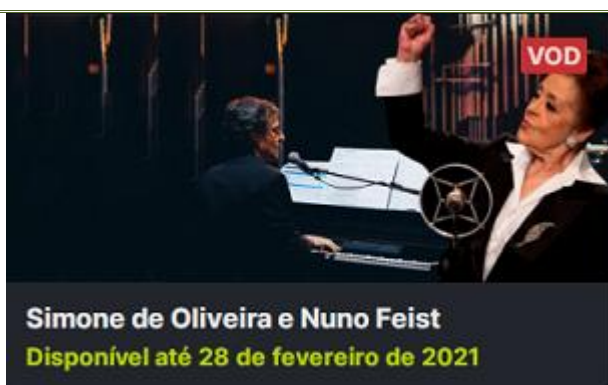 VOD
Simone de Oliveira e Nuno Feist
Disponível até 28 de fevereiro de 2021